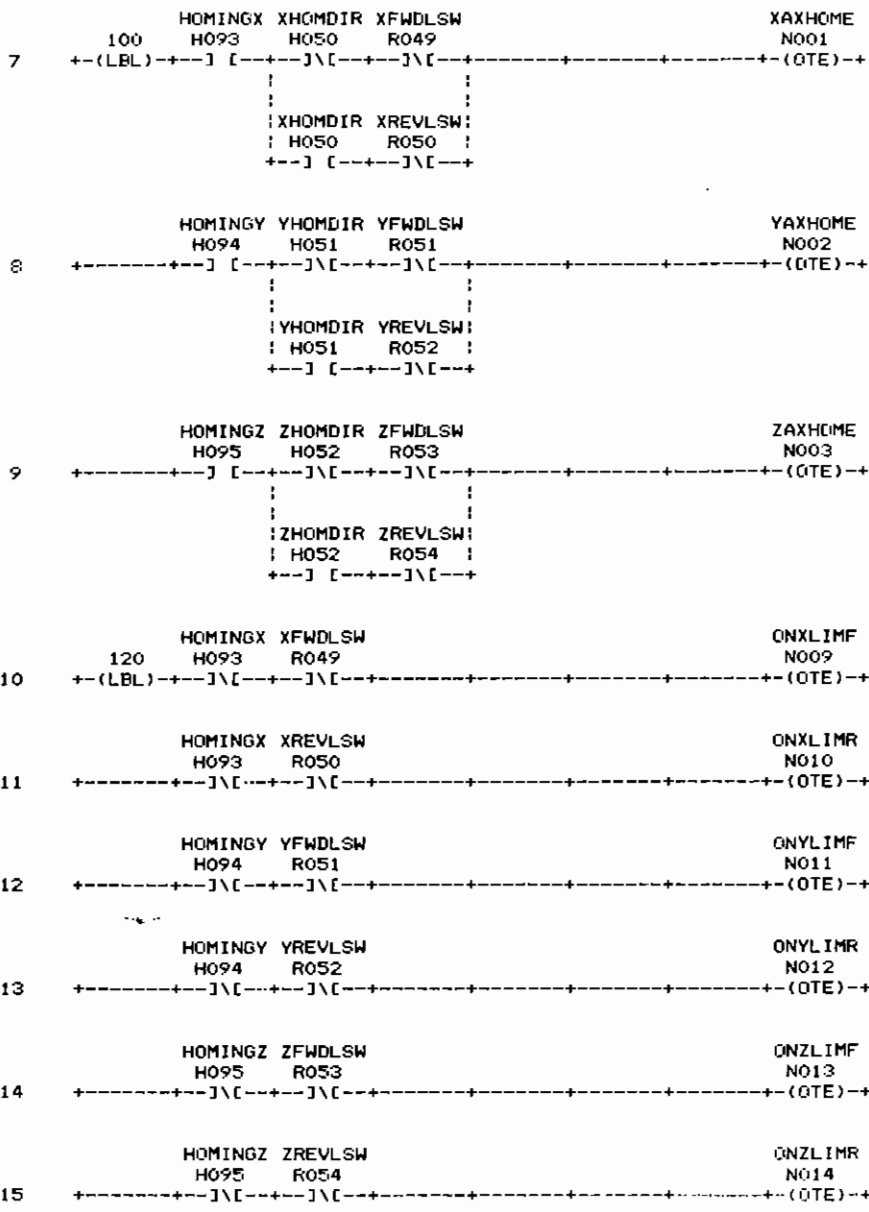 HOMINGX XHOMDIR XFWDLSW XAXHOME
100 H093 H050 R049 N001
7 +-(LBL)-+--] [--+--]\[--+--]\[--+-------+-------+-------+-(OTE)-+
XHOMDIR XREVLSW
H050 R050
+--] [--+--]\[--+
HOMINGY YHOMDIR YFWDLSW YAXHOME
H094 H051 R051 N002
8 +-------+--] [--+--]\[--+--]\[--+-------+-------+-------+-(OTE)-+
YHOMDIR YREVLSW
H051 R052
+--] [--+--]\[--+
HOMINGZ ZHOMDIR ZFWDLSW ZAXHOME
H095 H052 R053 N003
9 +-------+--] [--+--]\[--+--]\[--+-------+-------+-------+-(OTE)-+
ZHOMDIR ZREVLSW
H052 R054
+--] [--+--]\[--+
HOMINGX XFWDLSW ONXLIMF
120 H093 R049 N009
10 +-(LBL)-+--]\[--+--]\[--+-------+-------+-------+-------+-(OTE)-+
HOMINGX XREVLSW ONXLIMR
H093 R050 N010
11 +-------+--]\[--+--]\[--+-------+-------+-------+-------+-(OTE)-+
HOMINGY YFWDLSW ONYLIMF
H094 R051 N011
12 +-------+--]\[--+--]\[--+-------+-------+-------+-------+-(OTE)-+
HOMINGY YREVLSW ONYLIMR
H094 R052 N012
13 +-------+--]\[--+--]\[--+-------+-------+-------+-------+-(OTE)-+
HOMINGZ ZFWDLSW ONZLIMF
H095 R053 N013
14 +-------+--]\[--+--]\[--+-------+-------+-------+-------+-(OTE)-+
HOMINGZ ZREVLSW ONZLIMR
H095 R054 N014
15 +-------+--]\[--+--]\[--+-------+-------+-------+-------+-(OTE)-+